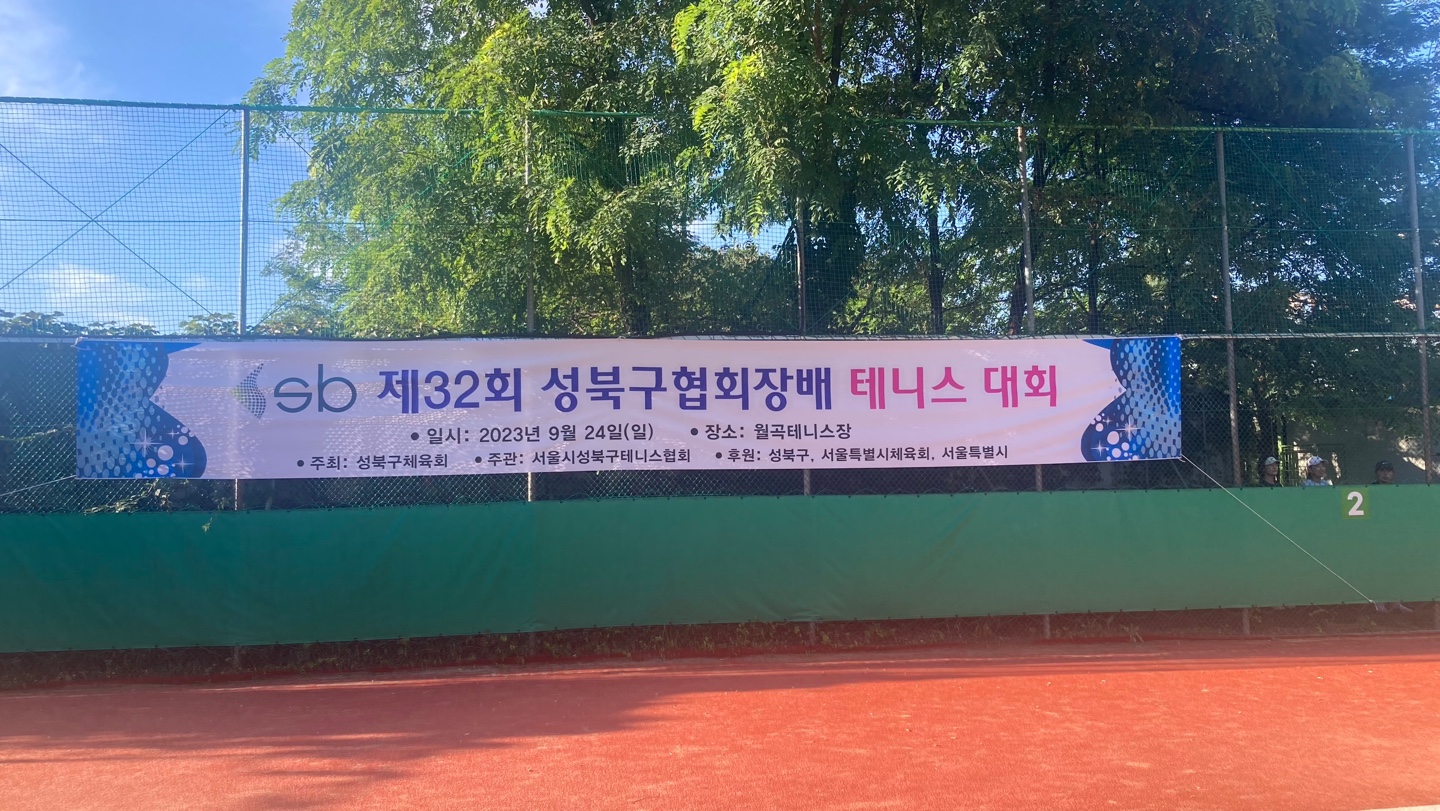 sb 제32회 성북구협회장배 테니스 대회
• 일시: 2023년 9월 24일(일) • 장소: 월곡테니스장
• 주최: 성북구체육회 • 주관: 서울시성북구테니스협회 • 후원: 성북구, 서울특별시체육회, 서울특별시
2